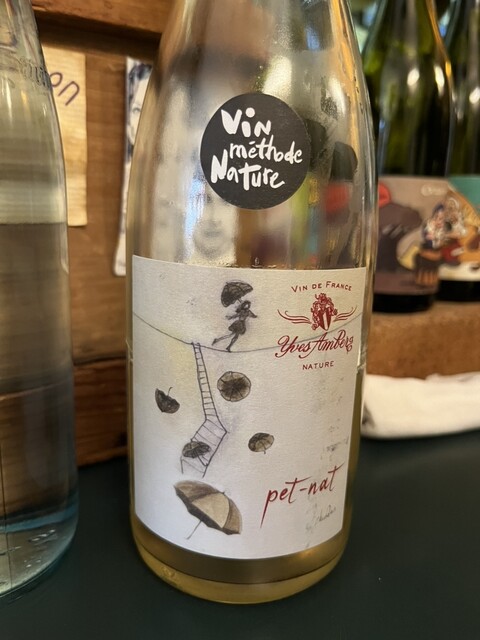 Vin
méthode
Nature
VIN DE FRANCE
Yves Amberg
NATURE
pet-nat